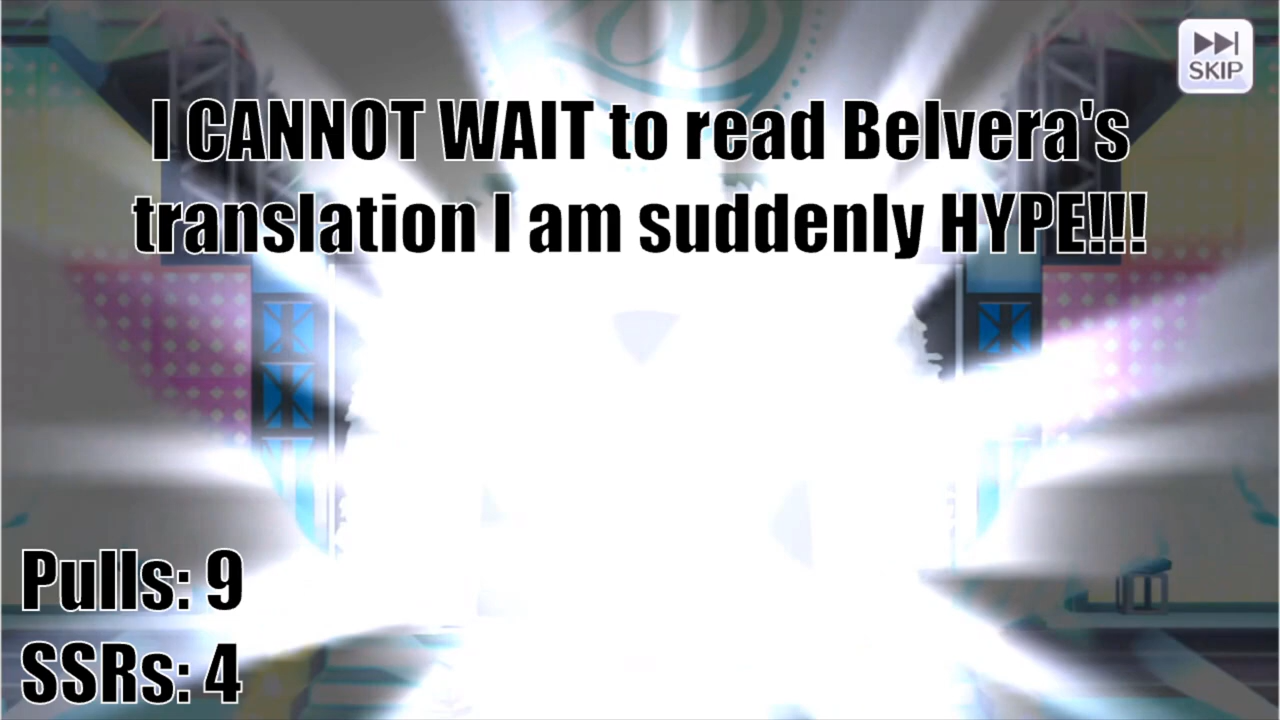 SKIP
I CANNOT WAIT to read Belvera's
translation I am suddenly HYPE!!!
Pulls: 9
SSRs: 4